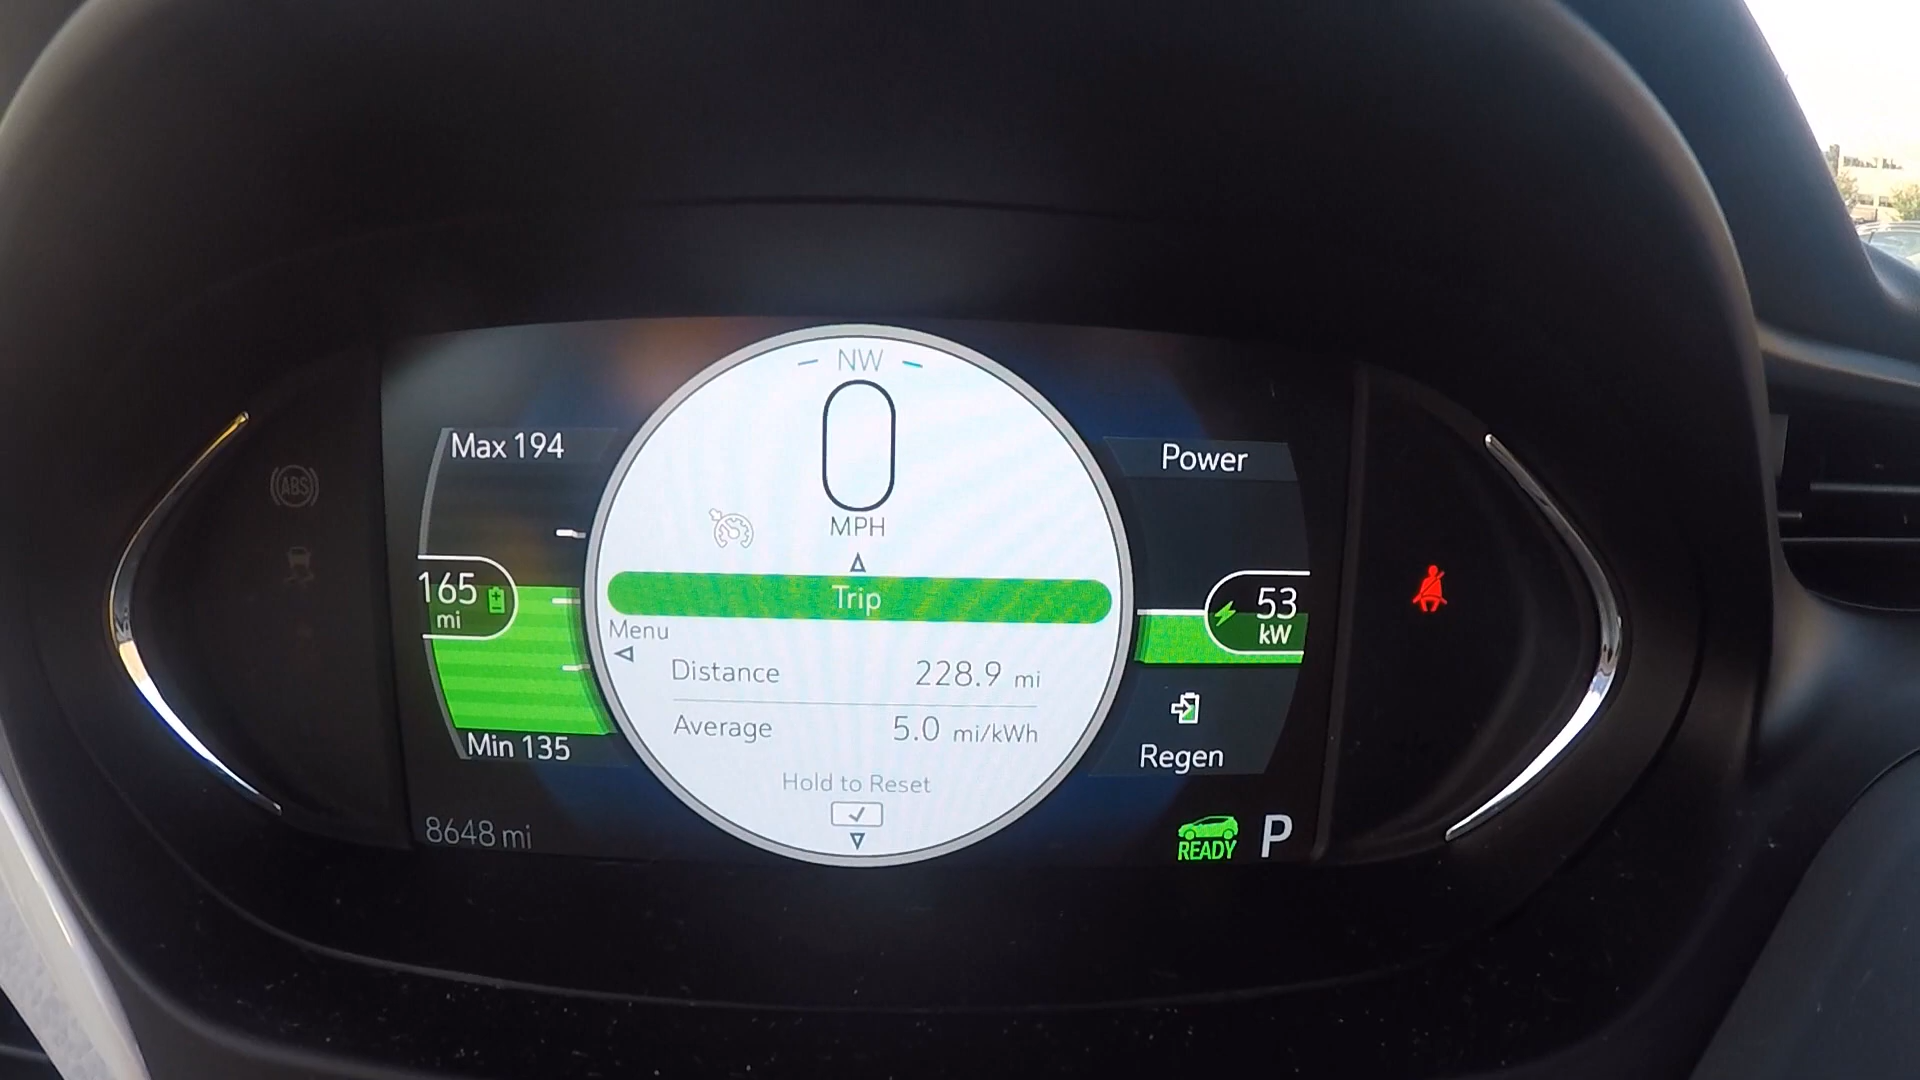 NW
0
MPH
Max 194
Power
ABS
165
mi
53
kW
Trip
Menu
Distance 228.9 mi
Average 5.0 mi/kWh
Min 135
Regen
Hold to Reset
8648 mi
READY
P